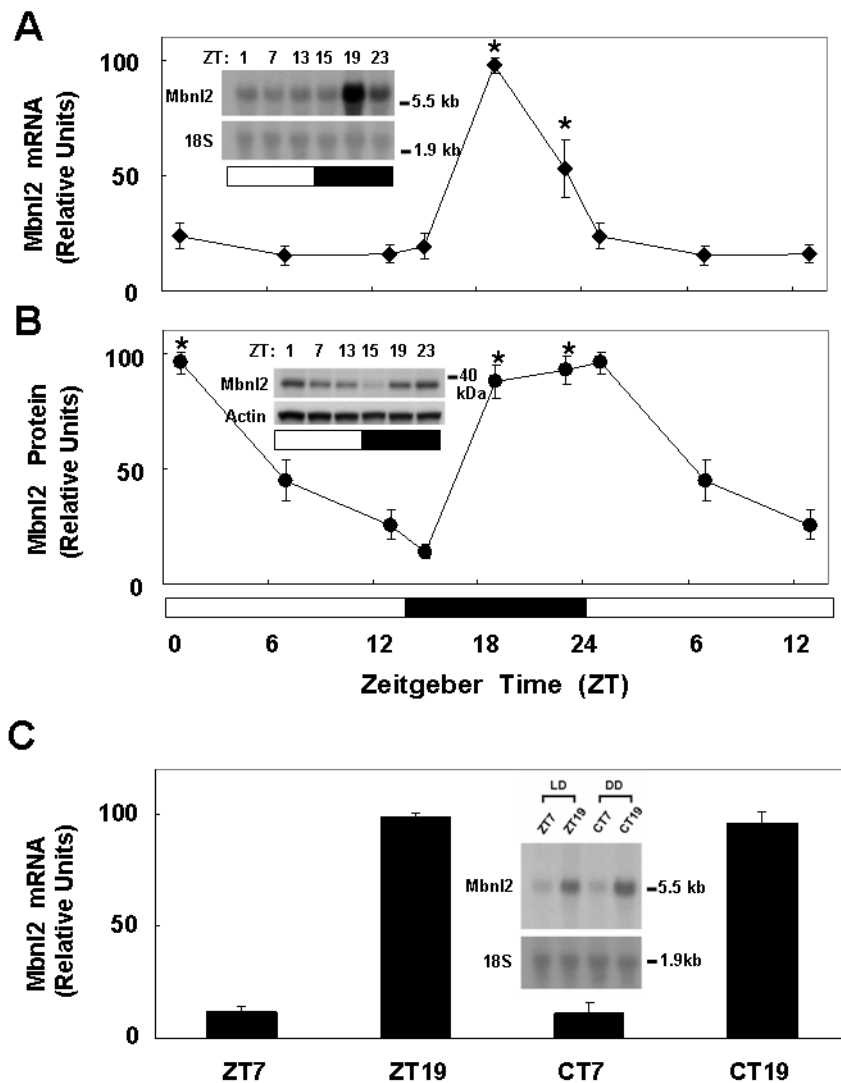 A
Mbnl2 mRNA
(Relative Units)
100
50
0
ZT: 1 7 13 15 19 23
Mbnl2
5.5 kb
18S
1.9 kb
*
*
B
Mbnl2 Protein
(Relative Units)
100
50
0
*
ZT: 1 7 13 15 19 23
Mbnl2
40
kDa
Actin
*
*
0 6 12 18 24 6 12
Zeitgeber Time (ZT)
C
Mbnl2 mRNA
(Relative Units)
100
50
0
LD DD
ZT7 ZT19 CT7 CT19
Mbnl2
5.5 kb
18S
1.9kb
ZT7 ZT19 CT7 CT19